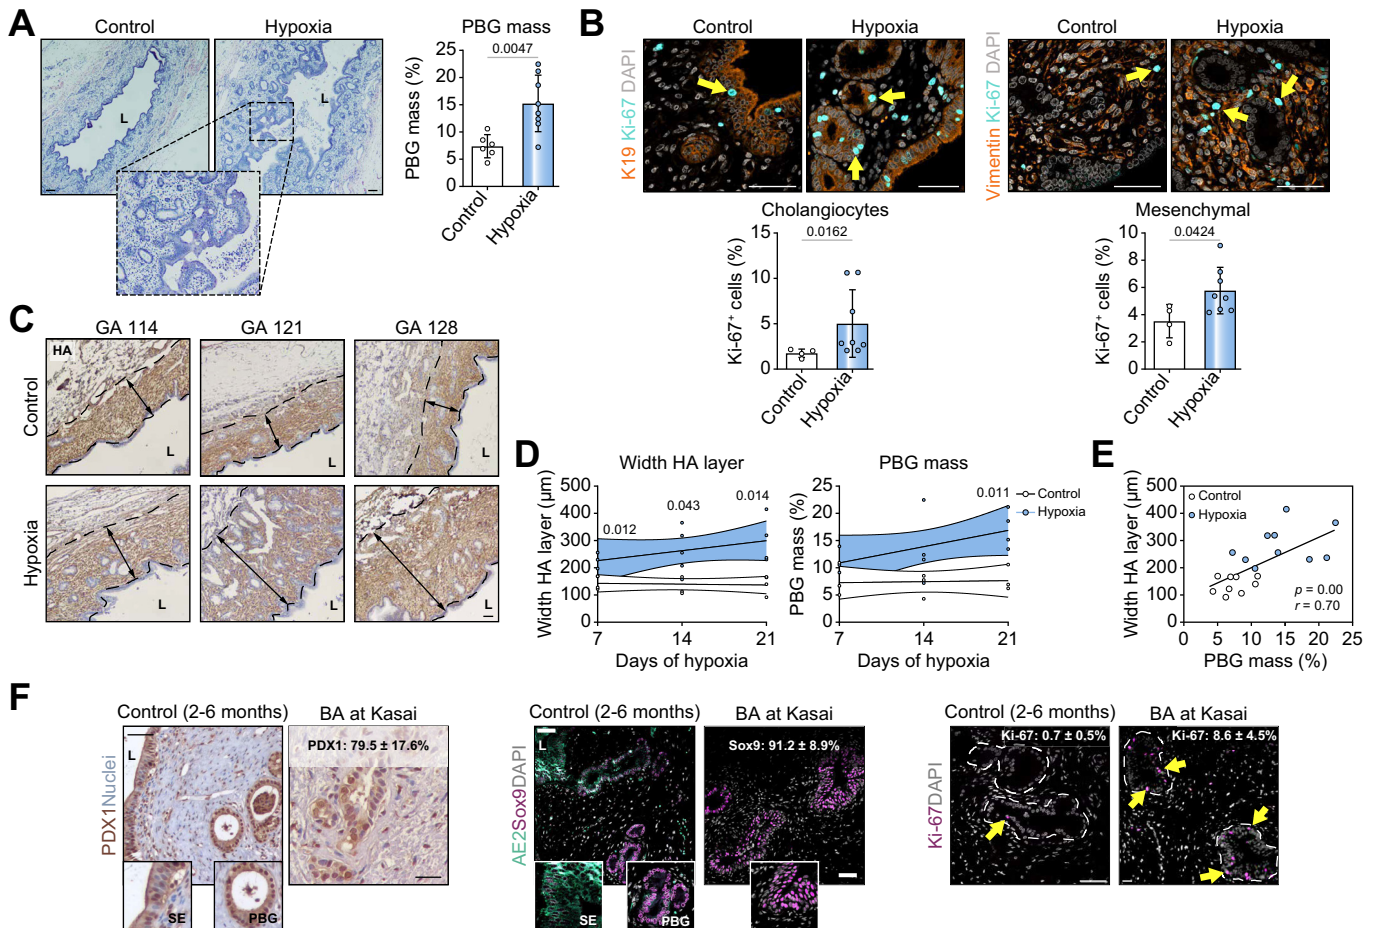 A
Control
Hypoxia
L
L
PBG mass
PBG mass (%)
25
20
15
10
5
0
0.0047
Control
Hypoxia
B
Control
Hypoxia
K19 Ki-67 DAPI
Control
Hypoxia
Vimentin Ki-67 DAPI
Cholangiocytes
Ki-67+ cells (%)
15
10
5
0
0.0162
Control
Hypoxia
Mesenchymal
Ki-67+ cells (%)
10
8
6
4
2
0
0.0424
Control
Hypoxia
C
GA 114
GA 121
GA 128
Control
HA
L
L
L
Hypoxia
L
L
L
D
Width HA layer
Width HA layer (µm)
500
400
300
200
100
0
0.012
0.043
0.014
7
14
21
Days of hypoxia
PBG mass
PBG mass (%)
25
20
15
10
5
0
0.011
7
14
21
Days of hypoxia
Control
Hypoxia
E
Width HA layer (µm)
500
400
300
200
100
0
Control
Hypoxia
p = 0.00
r = 0.70
0
5
10
15
20
25
PBG mass (%)
F
Control (2-6 months)
BA at Kasai
PDX1Nuclei
L
PDX1: 79.5 ± 17.6%
SE
PBG
Control (2-6 months)
BA at Kasai
AE2Sox9DAPI
L
Sox9: 91.2 ± 8.9%
SE
PBG
Control (2-6 months)
BA at Kasai
Ki-67DAPI
Ki-67: 0.7 ± 0.5%
Ki-67: 8.6 ± 4.5%